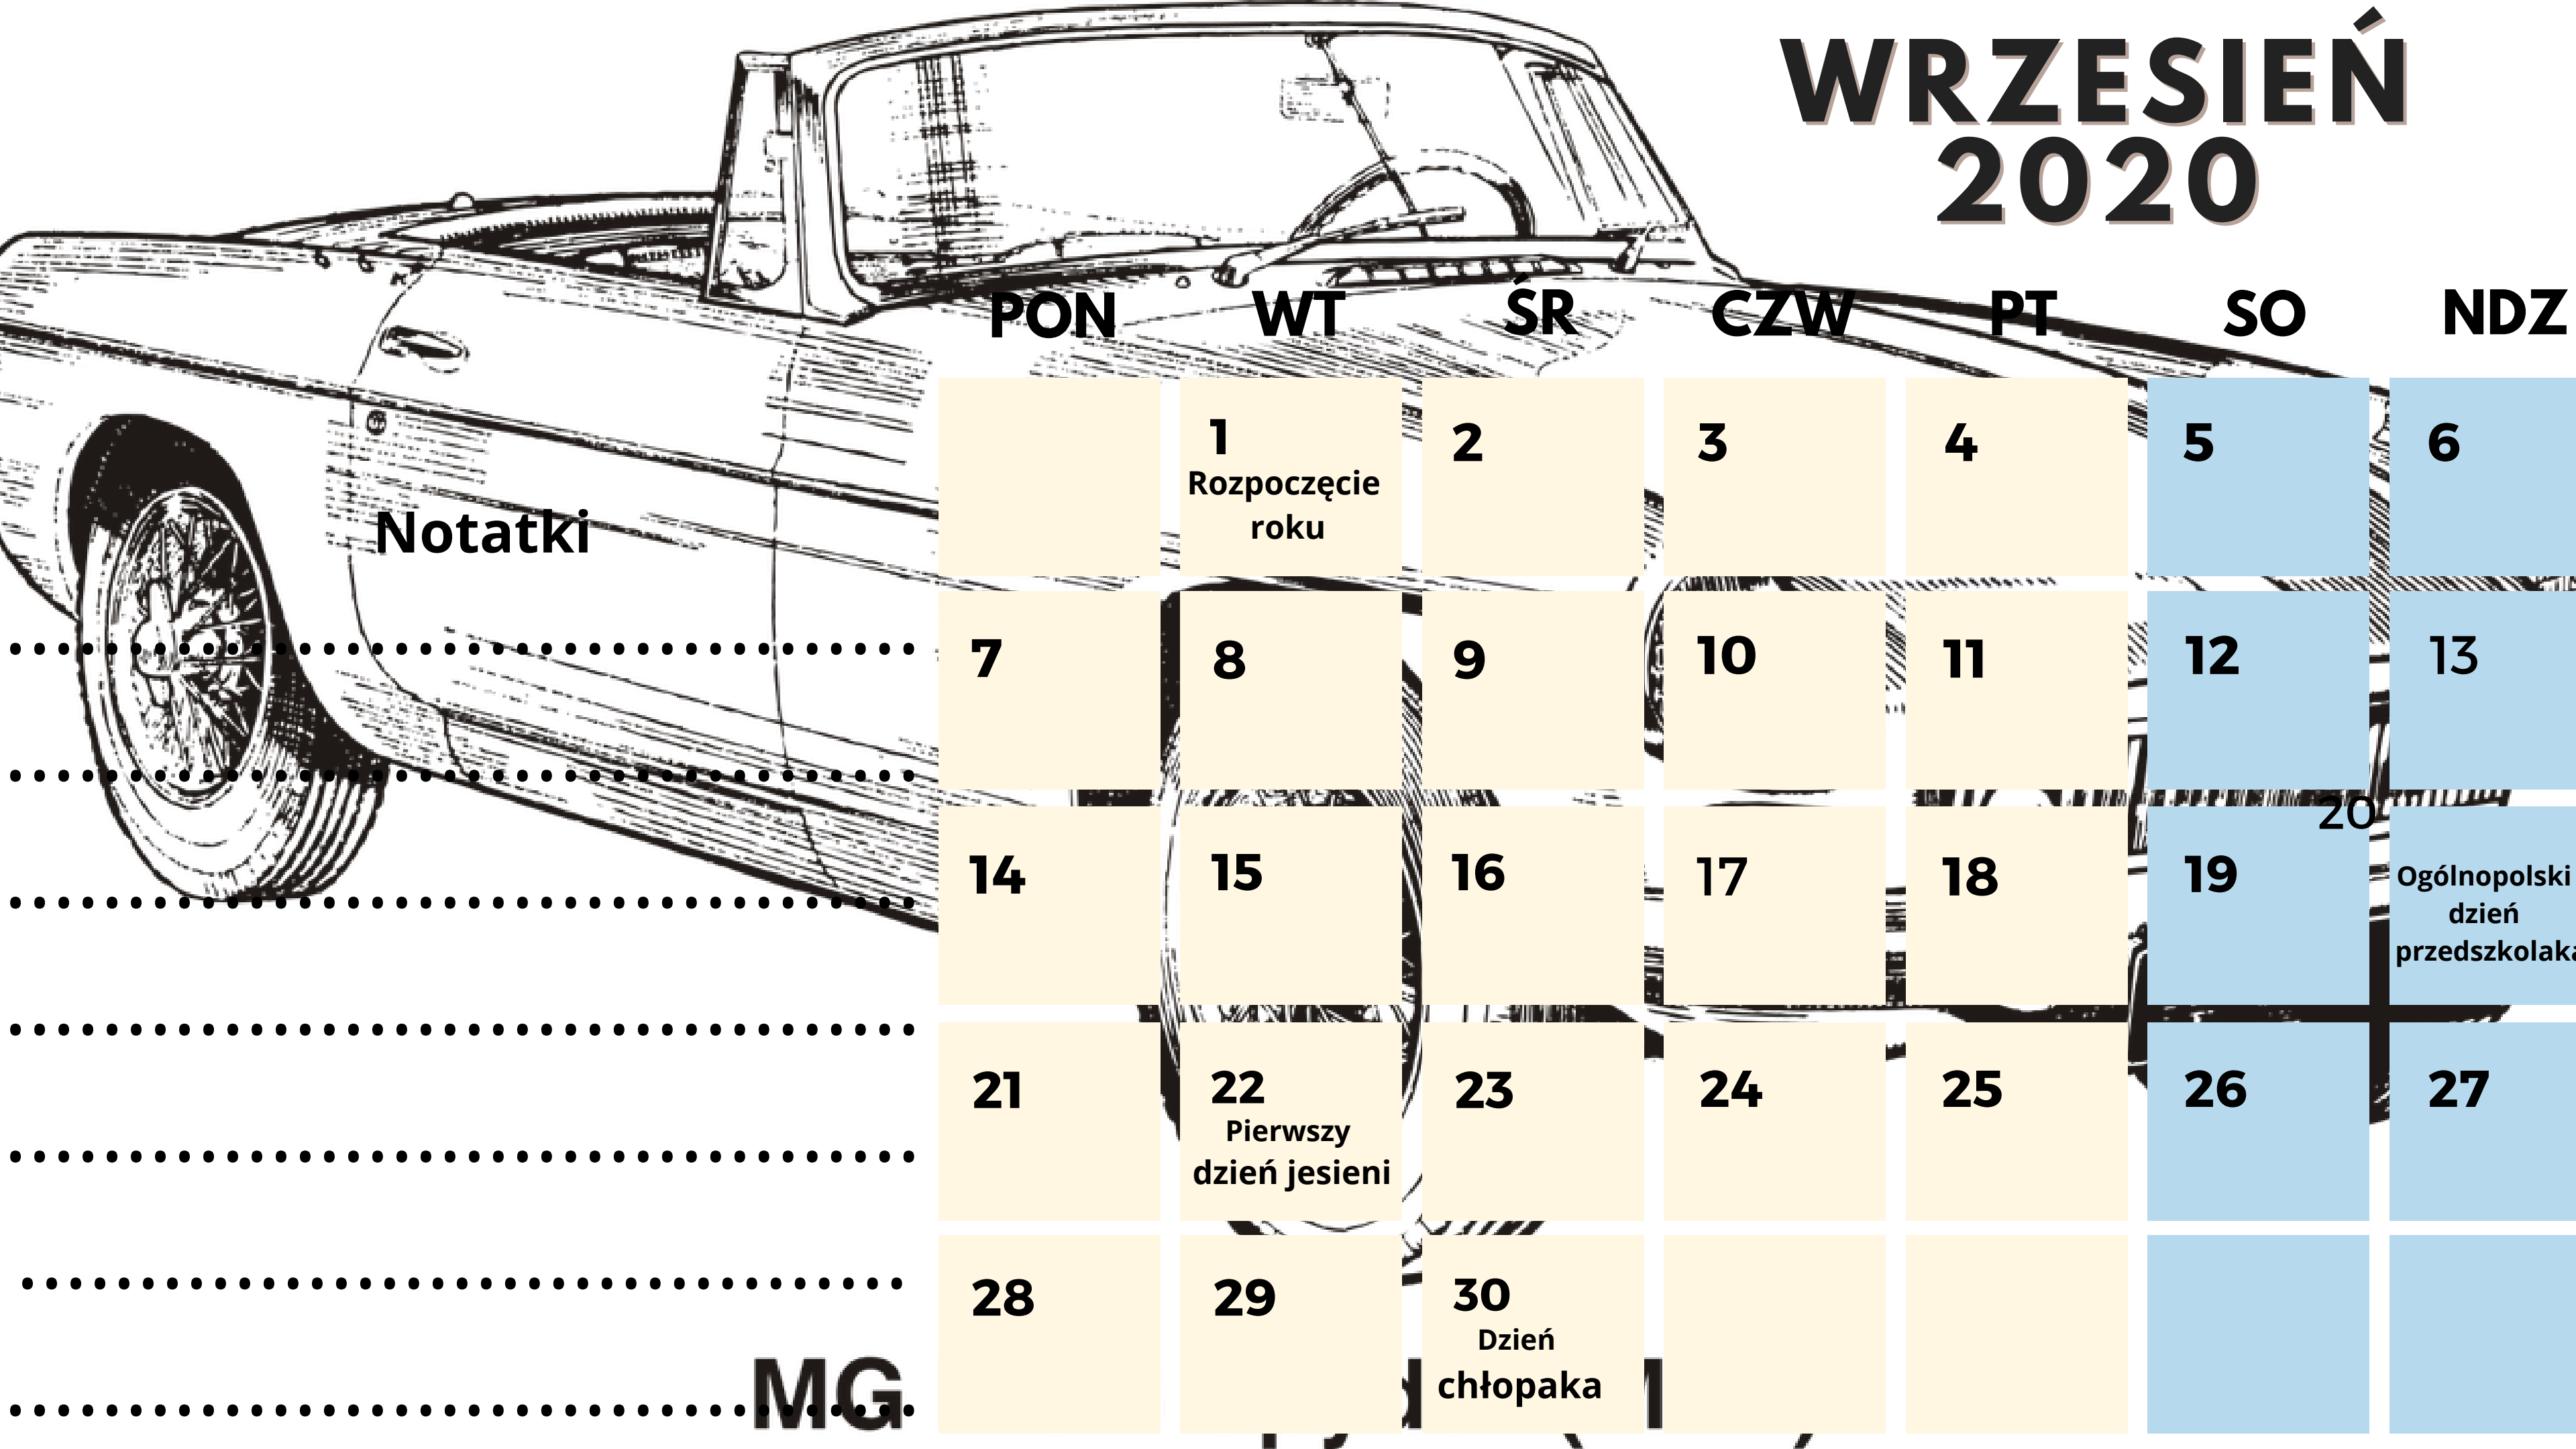 WRZESIEŃ
2020
PON WT ŚR CZW PT SO NDZ
1 2 3 4 5 6
Rozpoczęcie
roku
Notatki
7 8 9 10 11 12 13
20
14 15 16 17 18 19
Ogólnopolski
dzień
przedszkolaka
21 22 23 24 25 26 27
Pierwszy
dzień jesieni
28 29 30
Dzień
chłopaka
MG